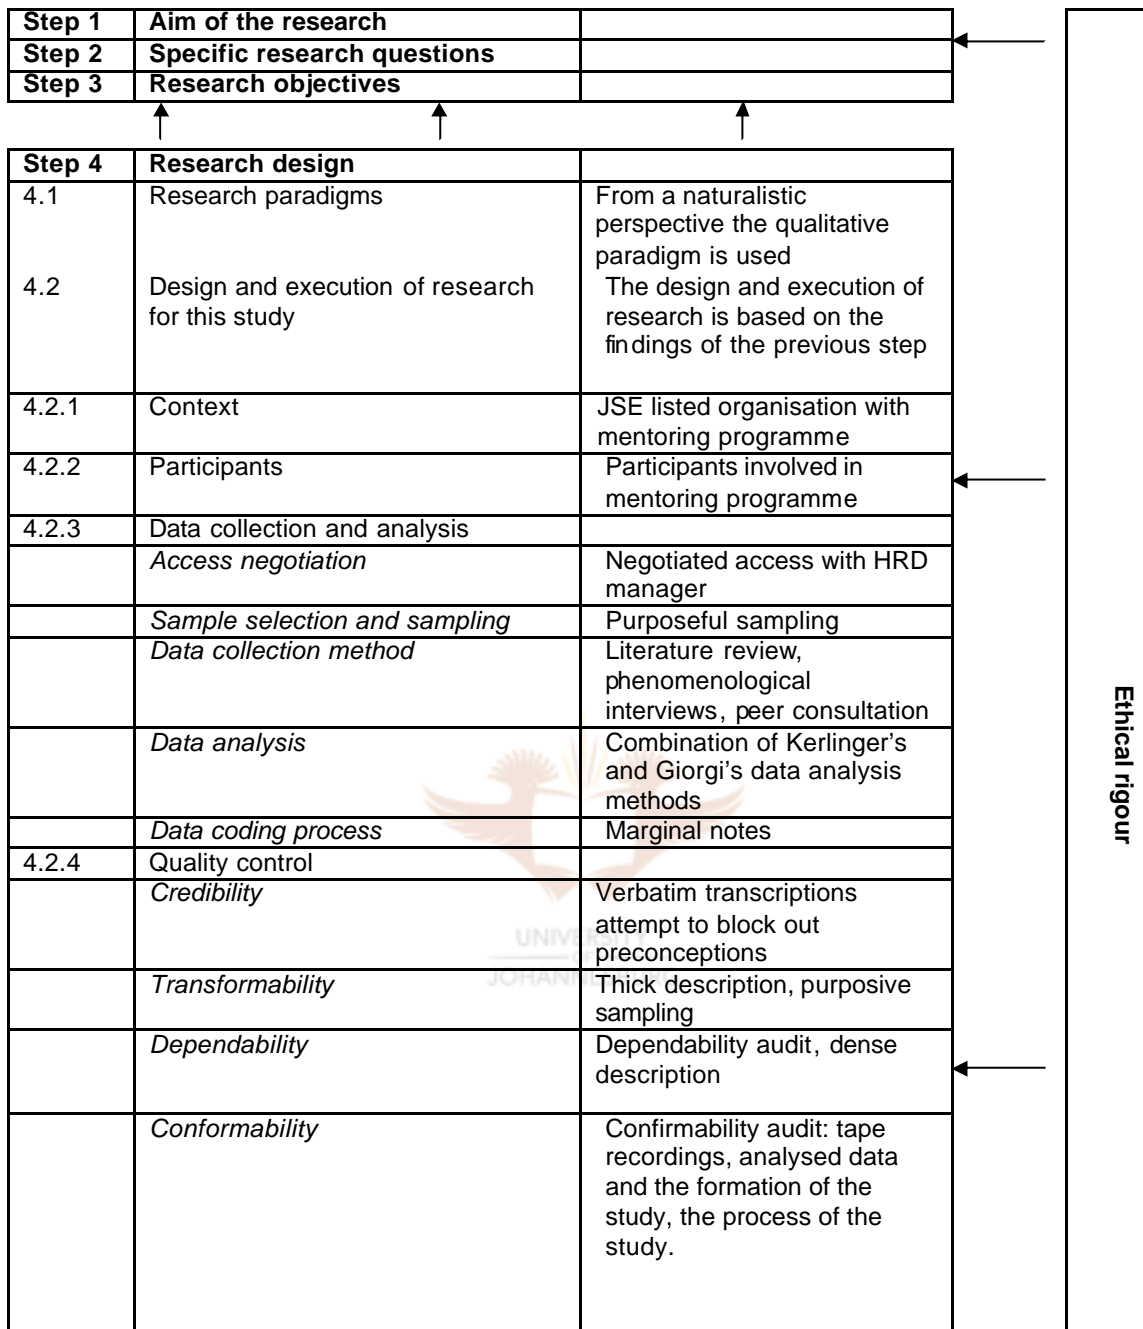 Step 1 Aim of the research
Step 2 Specific research questions
Step 3 Research objectives
Step 4 Research design
4.1 Research paradigms From a naturalistic
perspective the qualitative
paradigm is used
4.2 Design and execution of research The design and execution of
for this study research is based on the
findings of the previous step
4.2.1 Context JSE listed organisation with
mentoring programme
4.2.2 Participants Participants involved in
mentoring programme
4.2.3 Data collection and analysis
Access negotiation Negotiated access with HRD
manager
Sample selection and sampling Purposeful sampling
Data collection method Literature review,
phenomenological
interviews, peer consultation
Data analysis Combination of Kerlinger's
and Giorgi's data analysis
methods
Data coding process Marginal notes
4.2.4 Quality control
Credibility Verbatim transcriptions
attempt to block out
preconceptions
Transformability Thick description, purposive
sampling
Dependability Dependability audit, dense
description
Conformability Confirmability audit: tape
recordings, analysed data
and the formation of the
study, the process of the
study.
Ethical rigour
UNIVERSITY
OF
JOHANNESBURG